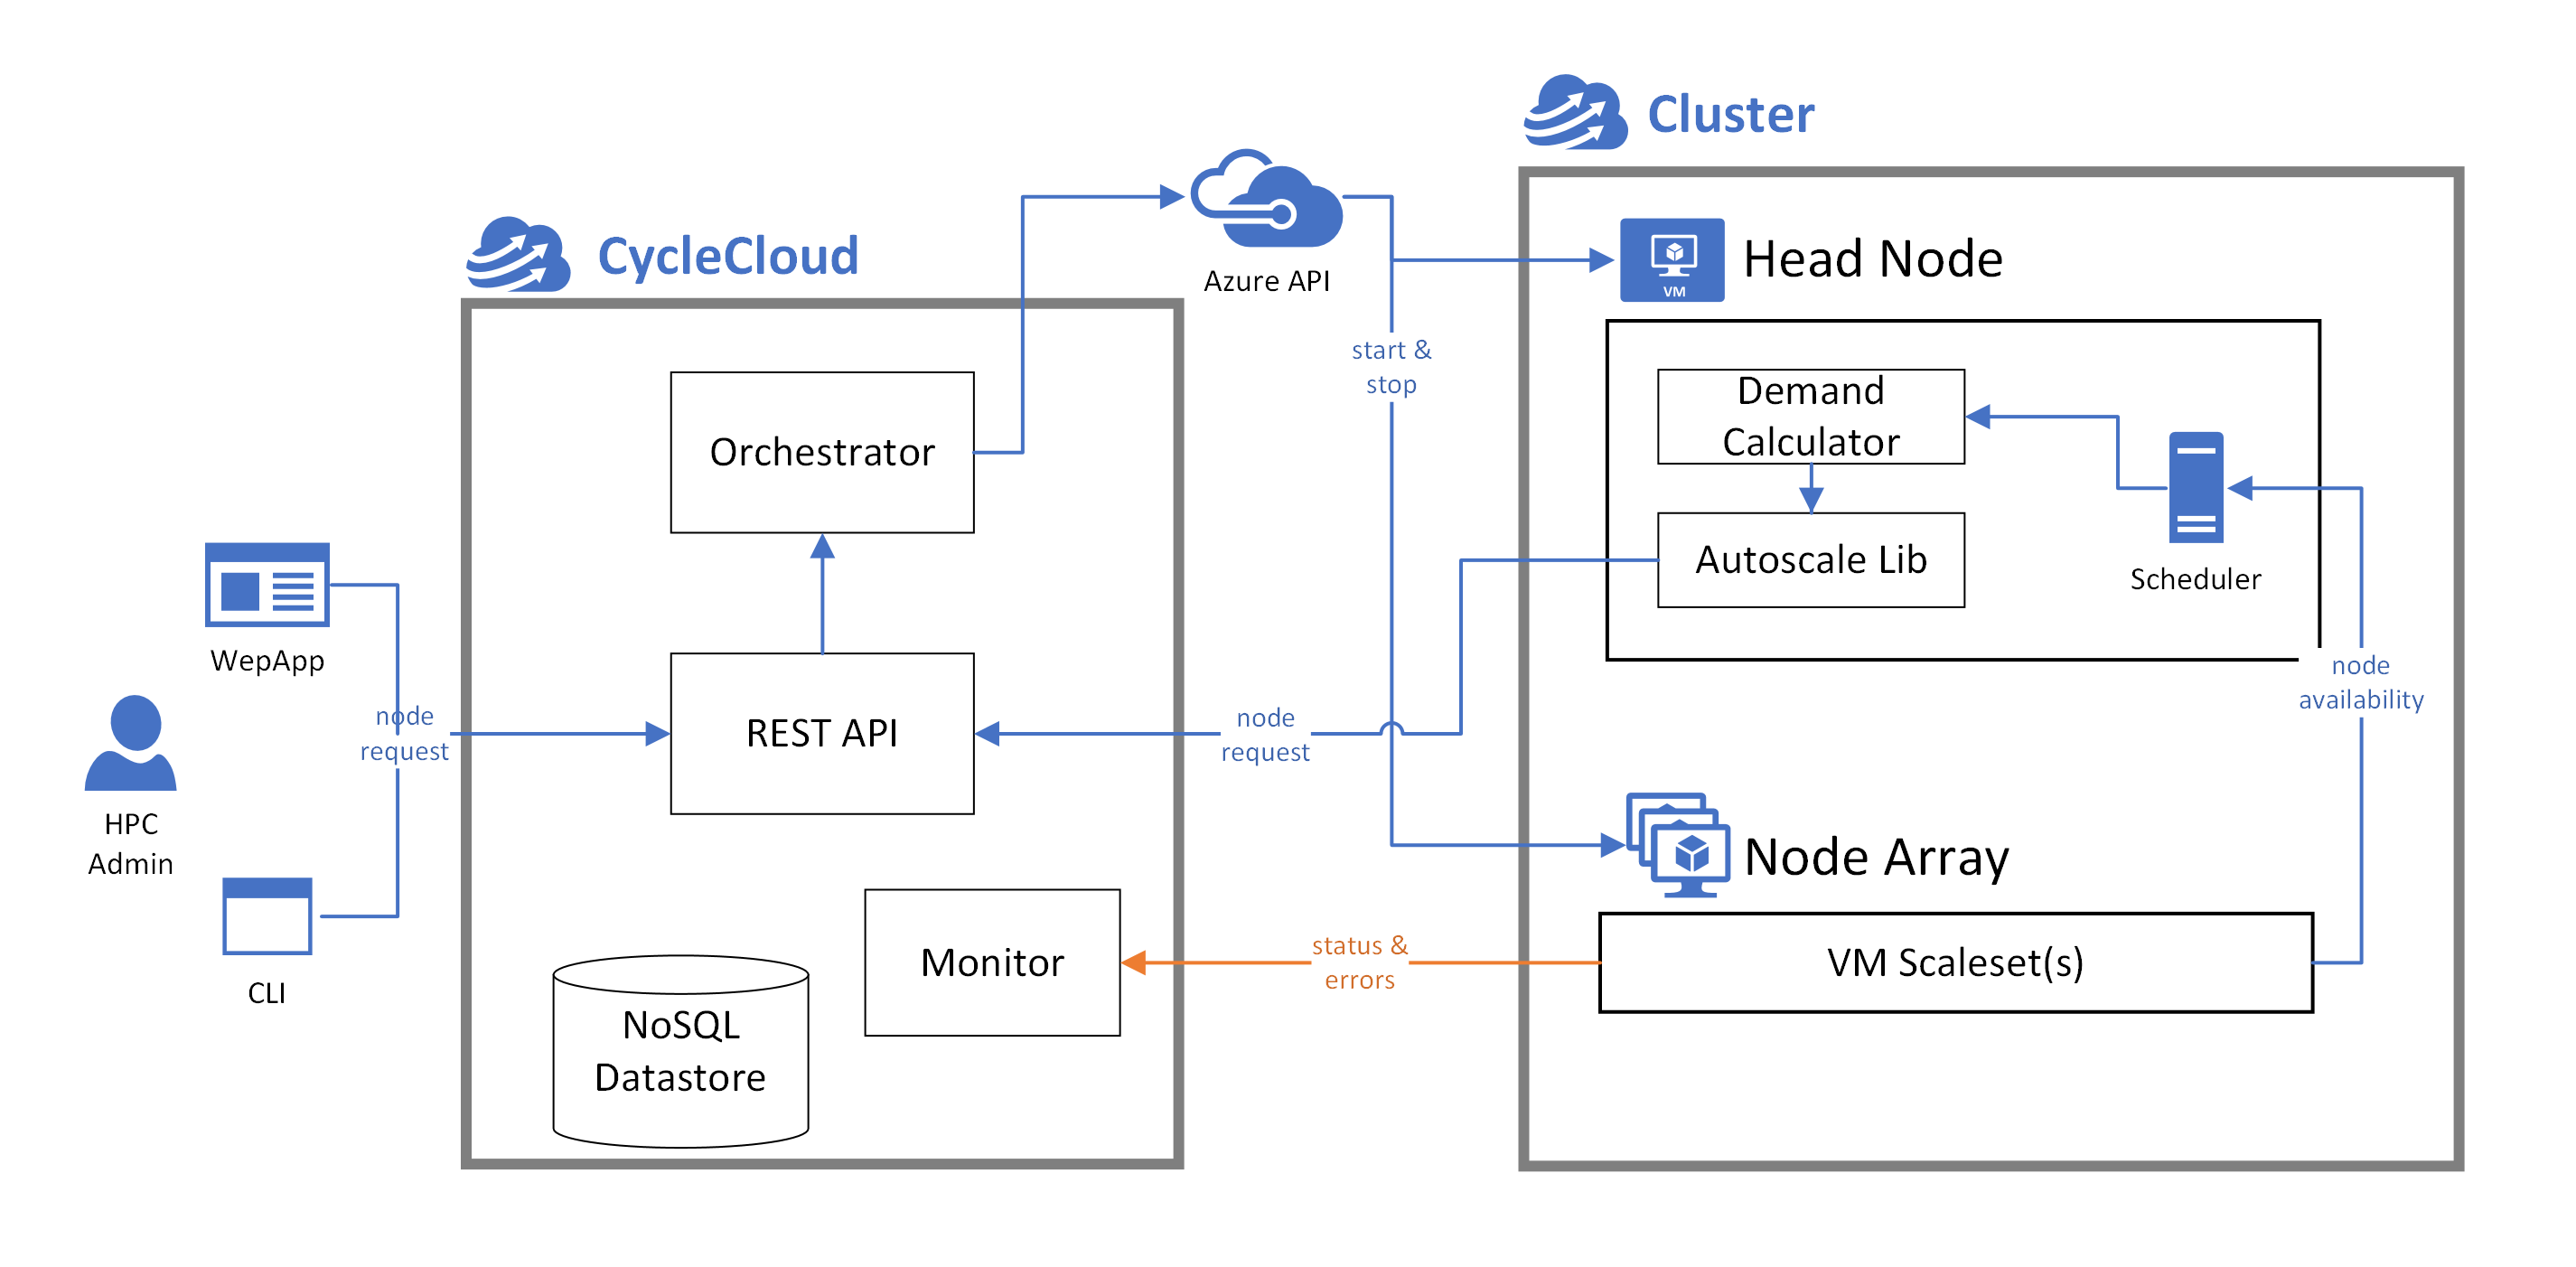 Cluster
CycleCloud
Azure API
VM
Head Node
start &
stop
Demand
Calculator
Orchestrator
Autoscale Lib
Scheduler
WepApp
node
request
REST API
node
request
node
availability
HPC
Admin
Node Array
CLI
Monitor
status &
errors
VM Scaleset(s)
NoSQL
Datastore